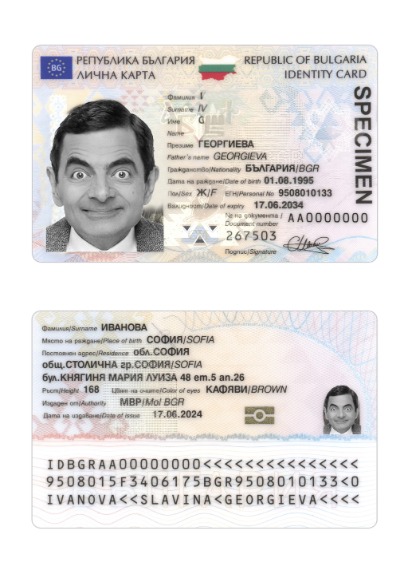 BG
РЕПУБЛИКА БЪЛГАРИЯ
REPUBLIC OF BULGARIA
ЛИЧНА КАРТА
IDENTITY CARD
SPECIMEN
Фамилия
Surname IV
Име
Name
Презиме ГЕОРГИЕВА
Father's name GEORGIEVA
Гражданство/Nationality БЪЛГАРИЯ/BGR
Дата на раждане/Date of birth 01.08.1995
Пол/Sex Ж/F ЕГН/Personal No 9508010133
Валидност/Date of expiry 17.06.2034
№ на документа / AA0000000
Document number
267503
Подпис/Signature
Фамилия/Surname ИВАНОВА
Място на раждане/Place of birth СОФИЯ/SOFIA
Постоянен адрес/Residence обл.СОФИЯ
общ.СТОЛИЧНА гр.СОФИЯ/SOFIA
бул.КНЯГИНЯ МАРИЯ ЛУИЗА 48 ет.5 ап.26
Ръст/Height 168 Цвят на очите/Color of eyes КАФЯВИ/BROWN
Издаден от/Authority МВР/MoI BGR
Дата на издаване/Date of issue 17.06.2024
IDBGRAA00000000<<<<<<<<<<<<<<<
9508015F3406175BGR9508010133<0
IVANOVA<<SLAVINA<GEORGIEVA<<<<